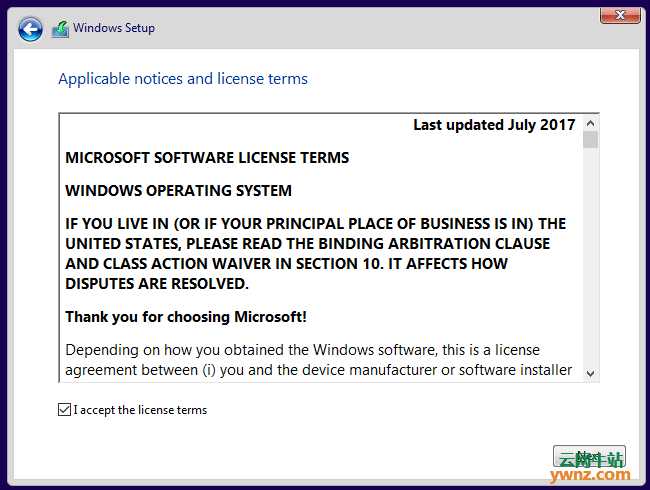 Windows Setup
Applicable notices and license terms
Last updated July 2017
MICROSOFT SOFTWARE LICENSE TERMS
WINDOWS OPERATING SYSTEM
IF YOU LIVE IN (OR IF YOUR PRINCIPAL PLACE OF BUSINESS IS IN) THE
UNITED STATES, PLEASE READ THE BINDING ARBITRATION CLAUSE
AND CLASS ACTION WAIVER IN SECTION 10. IT AFFECTS HOW
DISPUTES ARE RESOLVED.
Thank you for choosing Microsoft!
Depending on how you obtained the Windows software, this is a license
agreement between (i) you and the device manufacturer or software installer
I accept the license terms
云网牛站
ywnz.com